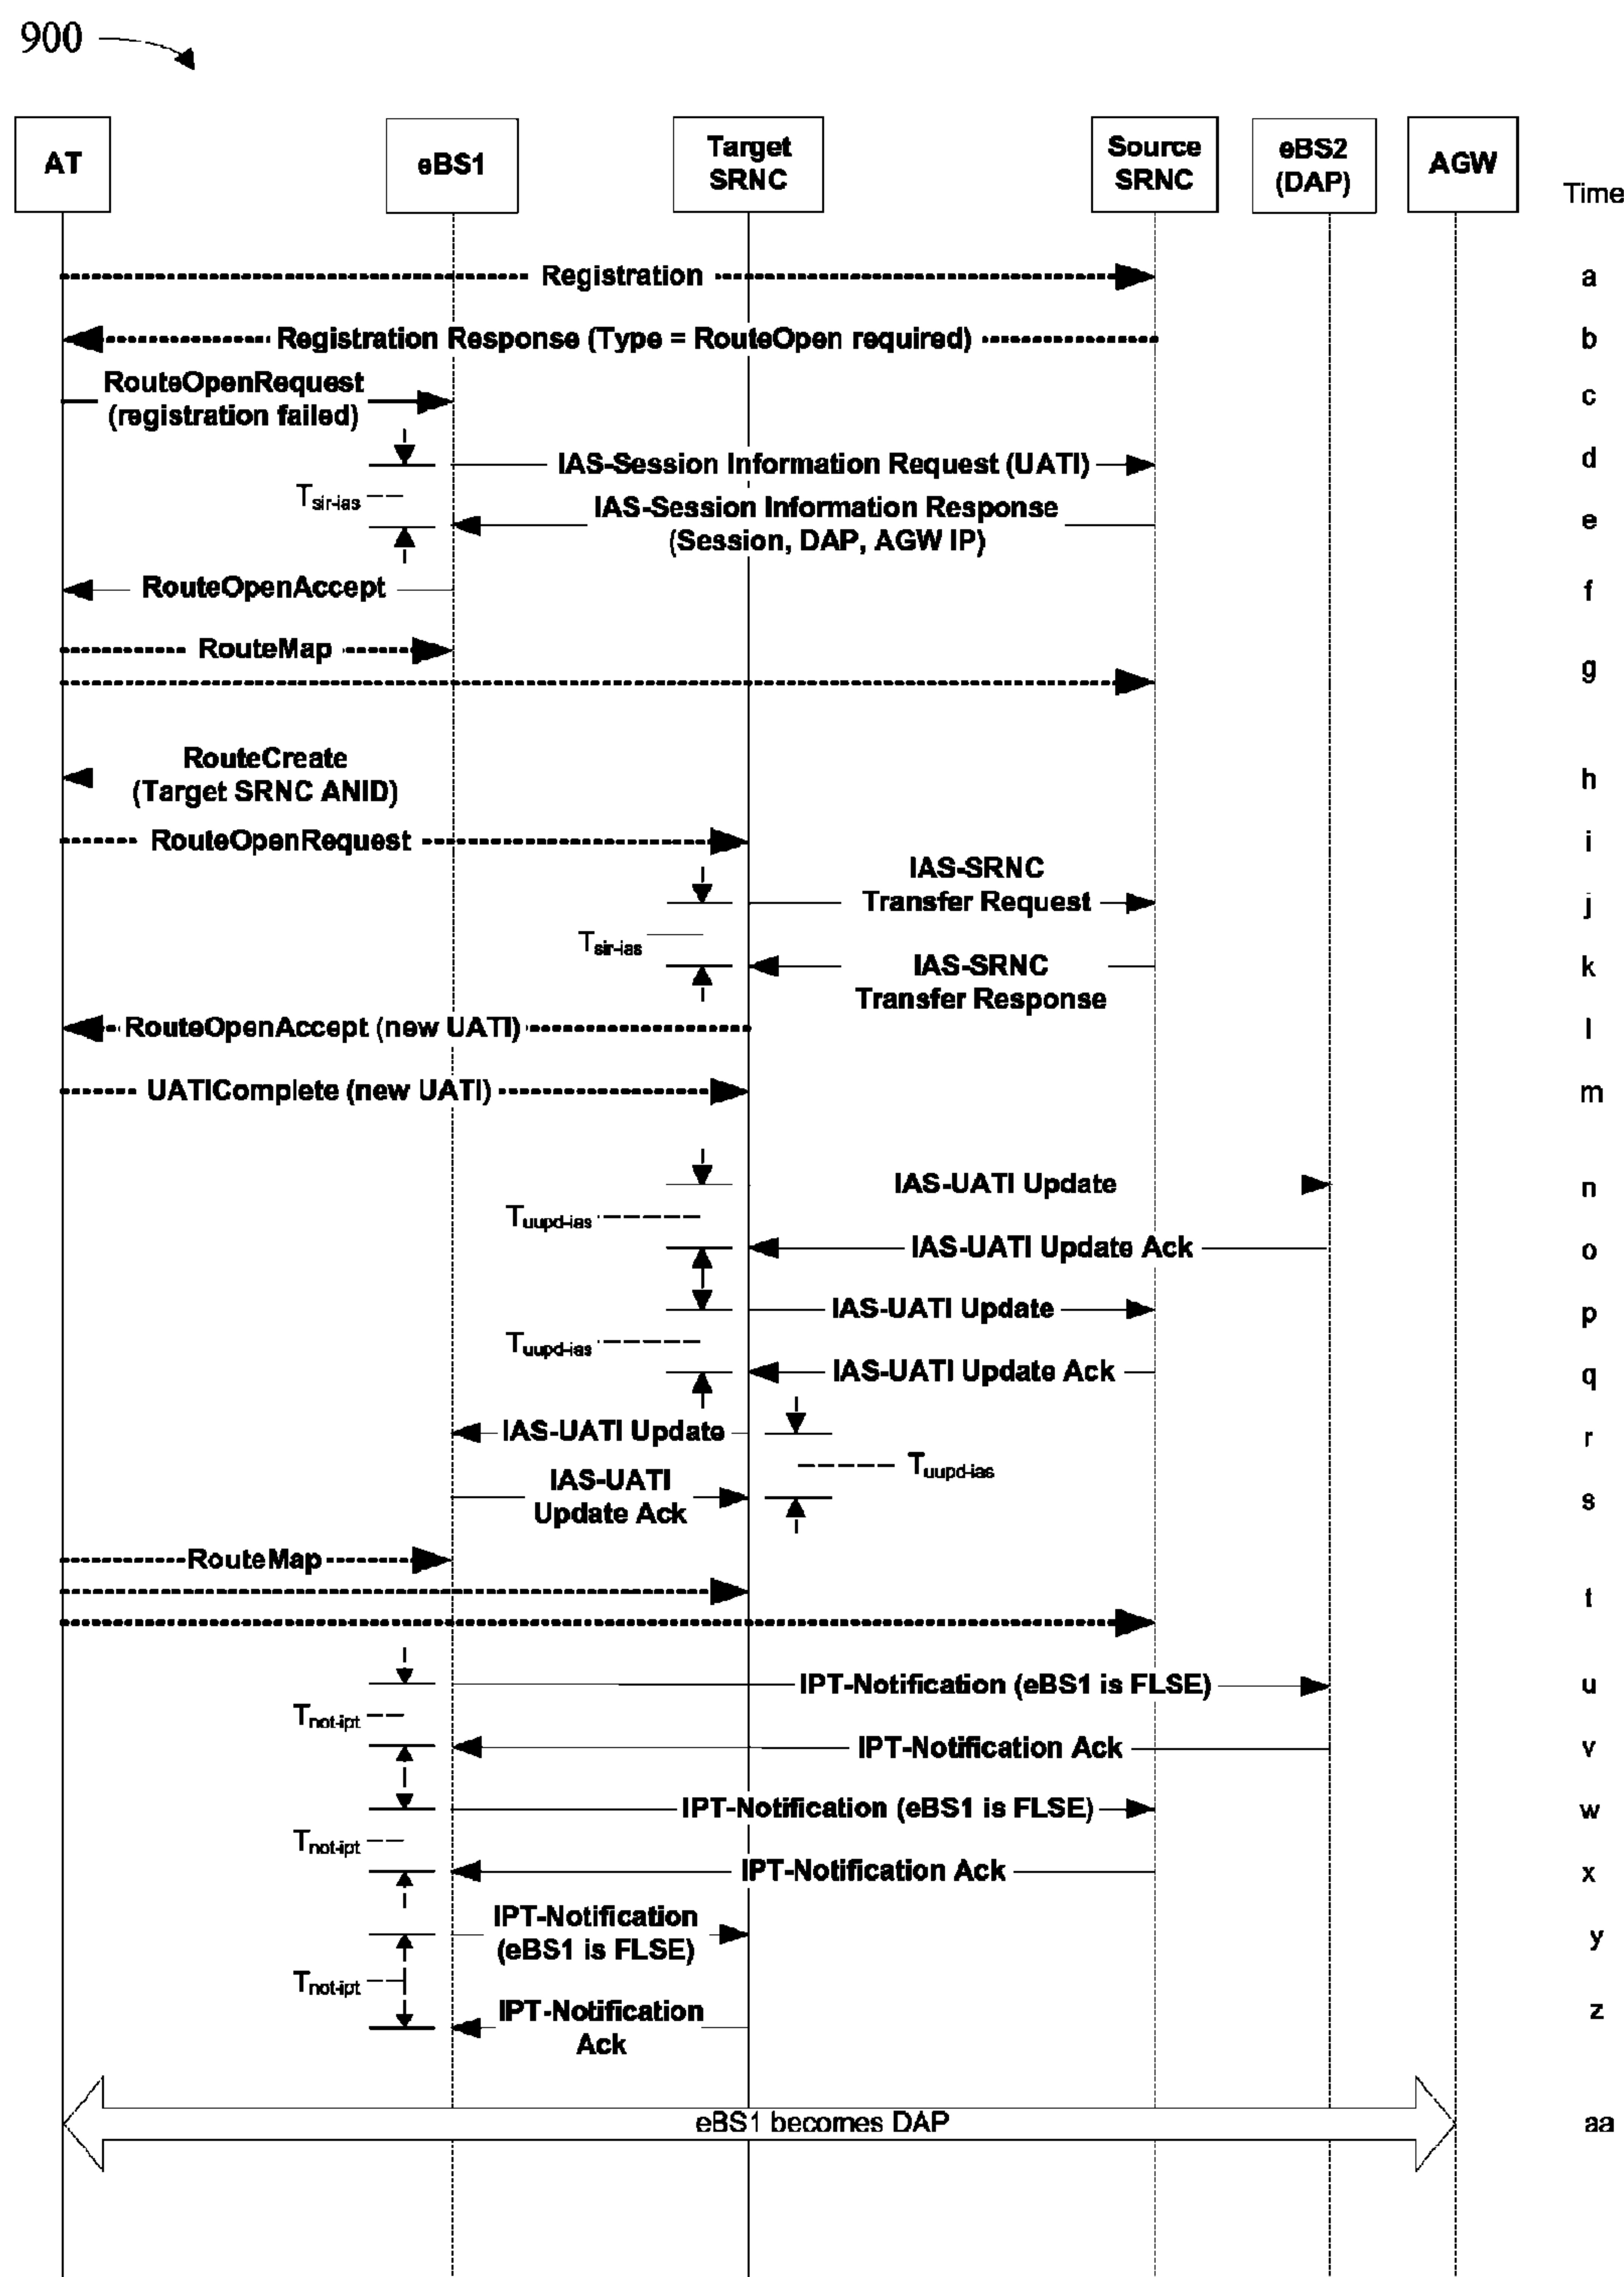 900
AT
eBS1
Target
SRNC
Source
SRNC
eBS2
(DAP)
AGW
Time
Registration
a
Registration Response (Type = RouteOpen required)
b
RouteOpenRequest
(registration failed)
c
IAS-Session Information Request (UATI)
d
Tsir-ias
IAS-Session Information Response
(Session, DAP, AGW IP)
e
RouteOpenAccept
f
RouteMap
g
RouteCreate
(Target SRNC ANID)
h
RouteOpenRequest
i
IAS-SRNC
Transfer Request
j
Tsir-ias
IAS-SRNC
Transfer Response
k
RouteOpenAccept (new UATI)
l
UATIComplete (new UATI)
m
IAS-UATI Update
n
Tuupd-ias
IAS-UATI Update Ack
o
IAS-UATI Update
p
Tuupd-ias
IAS-UATI Update Ack
q
IAS-UATI Update
r
Tuupd-ias
IAS-UATI
Update Ack
s
RouteMap
t
IPT-Notification (eBS1 is FLSE)
u
Tnot-ipt
IPT-Notification Ack
v
IPT-Notification (eBS1 is FLSE)
w
Tnot-ipt
IPT-Notification Ack
x
IPT-Notification
(eBS1 is FLSE)
y
Tnot-ipt
IPT-Notification
Ack
z
eBS1 becomes DAP
aa